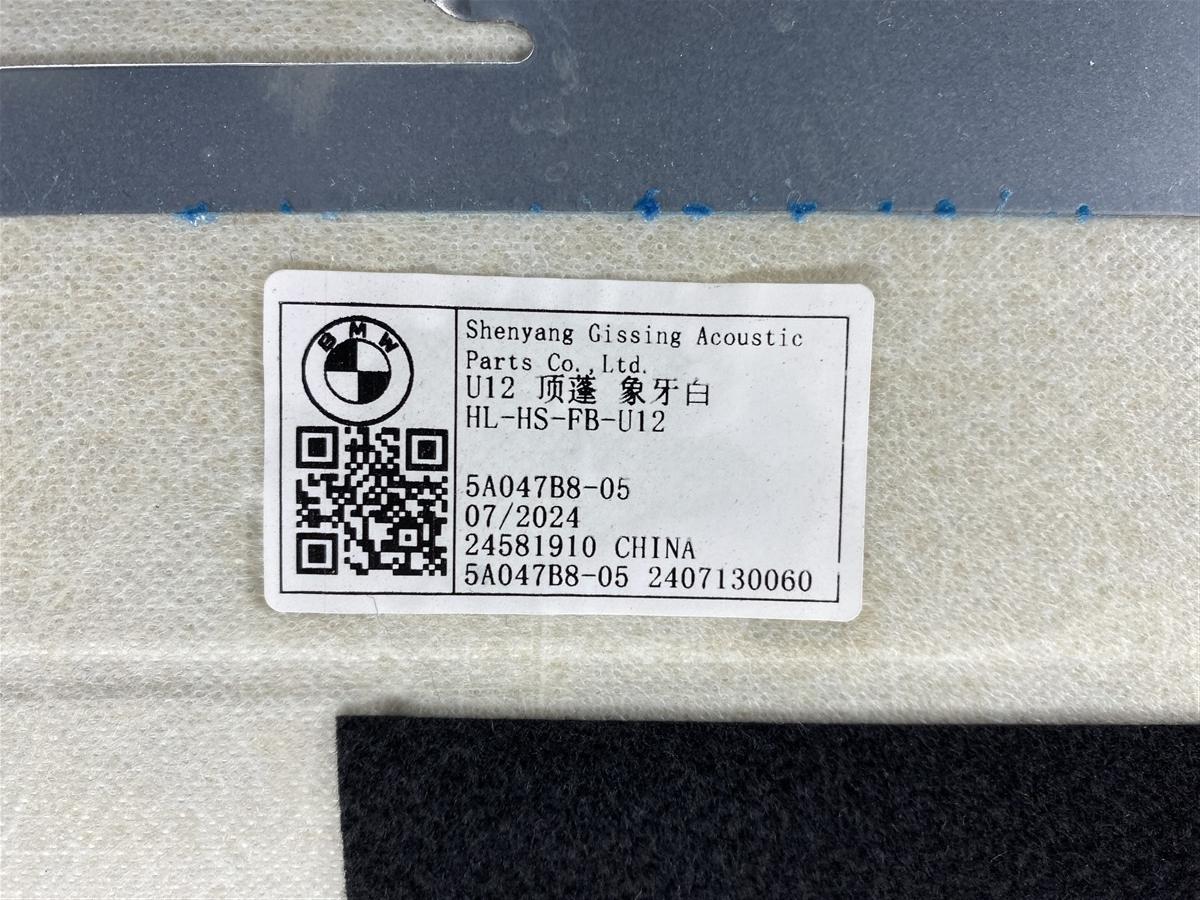 BMW
Shenyang Gissing Acoustic
Parts Co.,Ltd.
U12 顶蓬 象牙白
HL-HS-FB-U12
5A047B8-05
07/2024
24581910 CHINA
5A047B8-05 2407130060